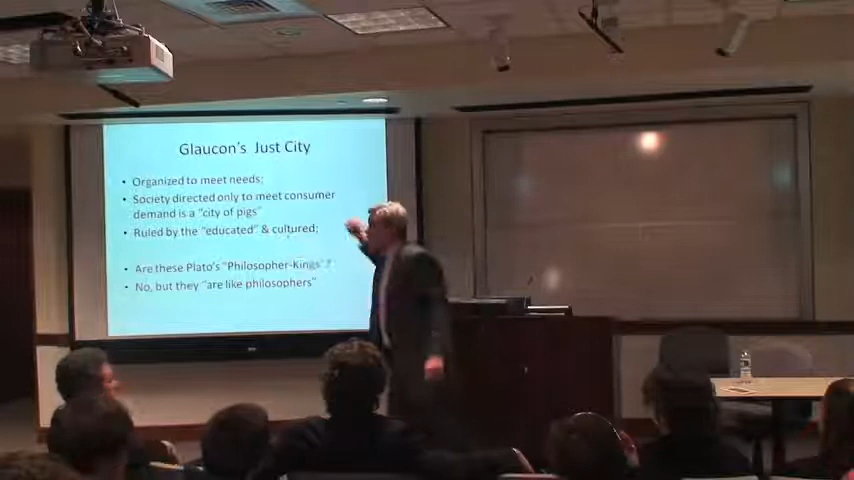 Glaucon's Just City
• Organized to meet needs;
• Society directed only to meet consumer
demand is a "city of pigs"
• Ruled by the "educated" & cultured;
• Are these Plato's "Philosopher-Kings"?
• No, but they "are like philosophers"